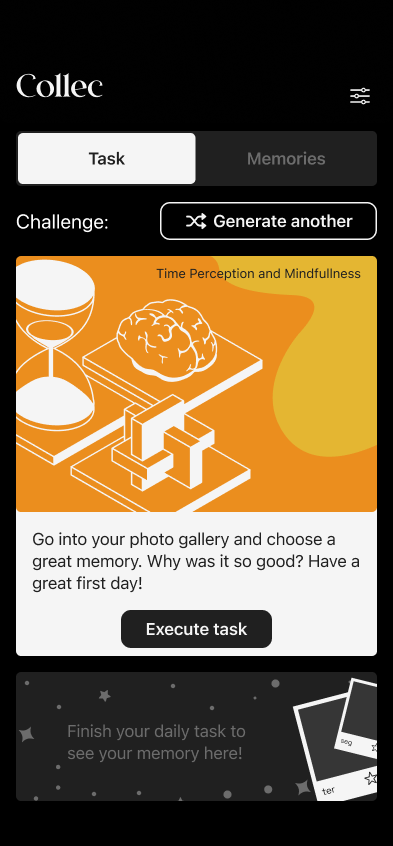 Collec
Task
Memories
Challenge:
Generate another
Time Perception and Mindfullness
Go into your photo gallery and choose a
great memory. Why was it so good? Have a
great first day!
Execute task
Finish your daily task to
see your memory here!
seg
ter